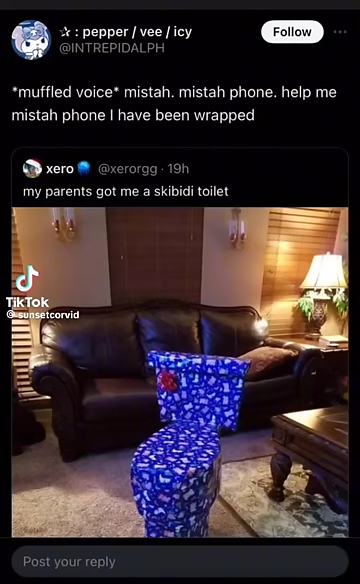 ✰ : pepper / vee / icy
@INTREPIDALPH
Follow
*muffled voice* mistah. mistah phone. help me
mistah phone I have been wrapped
xero @xerorgg · 19h
my parents got me a skibidi toilet
TikTok
@sunsetcorvid
Post your reply